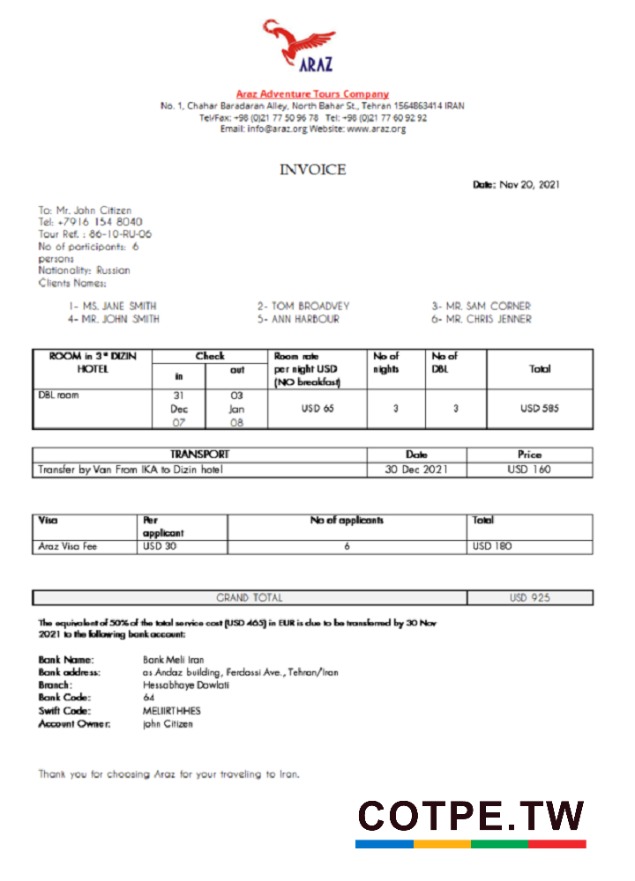 ARAZ
Araz Adventure Tours Company
No. 1, Chahar Baradaran Alley, North Bahar St., Tehran 1564863414 IRAN
Tel/Fax: +98 (0)21 77 50 96 78 Tel: +98 (0)21 77 60 92 92
Email: info@araz.org Website: www.araz.org
INVOICE
Date: Nov 20, 2021
To: Mr. John Citizen
Tel: +7916 154 8040
Tour Ref. : 86-10-RU-06
No of participants: 6
persons
Nationality: Russian
Clients Names:
1- MS. JANE SMITH 2- TOM BROADVEY 3- MR. SAM CORNER
4- MR. JOHN SMITH 5- ANN HARBOUR 6- MR. CHRIS JENNER
ROOM in 3* DIZIN HOTEL Check in out Room rate per night USD (NO breakfast) No of nights No of DBL Total
DBL room 31 Dec 07 03 Jan 08 USD 65 3 3 USD 585
TRANSPORT Date Price
Transfer by Van From IKA to Dizin hotel 30 Dec 2021 USD 160
Visa Per applicant No of applicants Total
Araz Visa Fee USD 30 6 USD 180
GRAND TOTAL USD 925
The equivalent of 50% of the total service cost (USD 465) in EUR is due to be transferred by 30 Nov
2021 to the following bank account:
Bank Name: Bank Meli Iran
Bank address: as Andaz building, Ferdossi Ave., Tehran/Iran
Branch: Hessabhaye Dawlati
Bank Code: 64
Swift Code: MELIIRTHHES
Account Owner: john Citizen
Thank you for choosing Araz for your traveling to Iran.
COTPE.TW